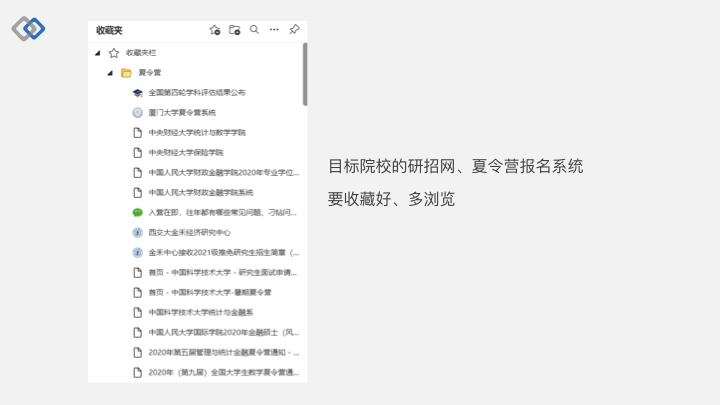 收藏夹
收藏夹栏
夏令营
全国第四轮学科评估结果公布
厦门大学夏令营系统
中央财经大学统计与数学学院
中央财经大学保险学院
中国人民大学财政金融学院2020年专业学位...
中国人民大学财政金融学院系统
入营在即，往年都有哪些常见问题、刁钻问...
西交大金禾经济研究中心
金禾中心接收2021级推免研究生招生简章（...
首页 - 中国科学技术大学 - 研究生面试申请...
首页 - 中国科学技术大学-暑期夏令营
中国科学技术大学统计与金融系
中国人民大学国际学院2020年金融硕士（风...
2020年第五届管理与统计金融夏令营通知 - ...
2020年（第九届）全国大学生数学夏令营通...
目标院校的研招网、夏令营报名系统
要收藏好、多浏览